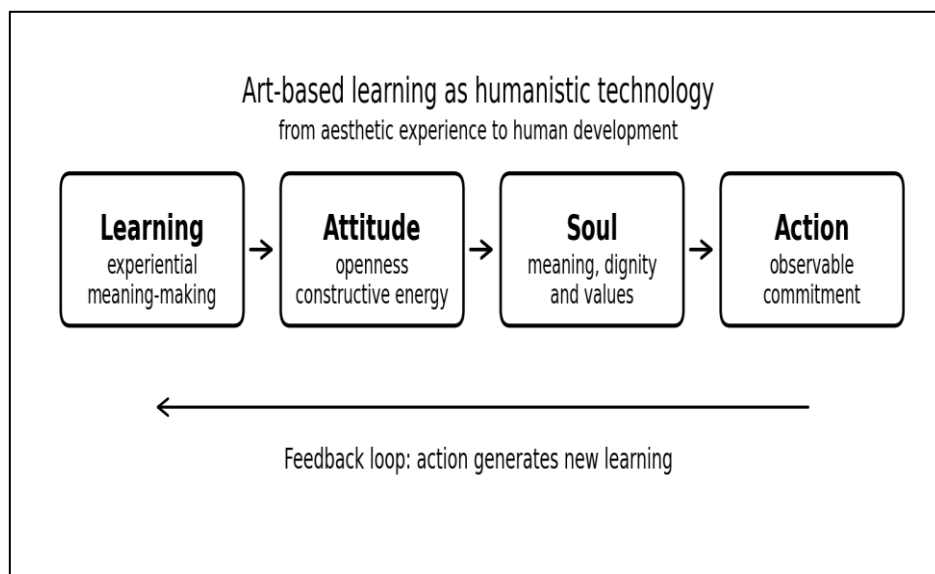 Art-based learning as humanistic technology
from aesthetic experience to human development
Learning
experiential
meaning-making
Attitude
openness
constructive energy
Soul
meaning, dignity
and values
Action
observable
commitment
Feedback loop: action generates new learning